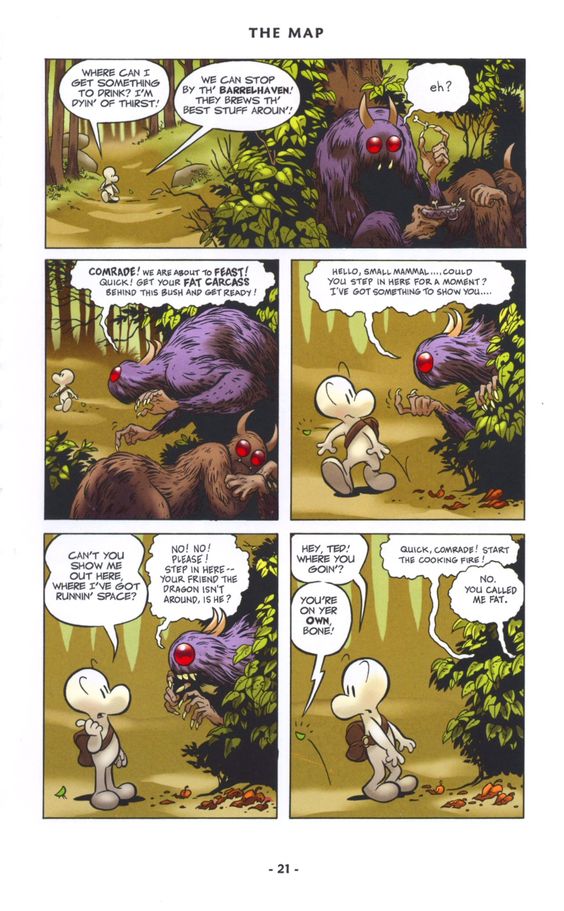 THE MAP
WHERE CAN I
GET SOMETHING
TO DRINK? I'M
DYIN' OF THIRST!
WE CAN STOP
BY TH' BARRELHAVEN!
THEY BREWS TH'
BEST STUFF AROUN'!
eh?
COMRADE! WE ARE ABOUT TO FEAST!
QUICK! GET YOUR FAT CARCASS
BEHIND THIS BUSH AND GET READY!
HELLO, SMALL MAMMAL....COULD
YOU STEP IN HERE FOR A MOMENT?
I'VE GOT SOMETHING TO SHOW YOU....
CAN'T YOU
SHOW ME
OUT HERE,
WHERE I'VE GOT
RUNNIN' SPACE?
NO! NO!
PLEASE!
STEP IN HERE--
YOUR FRIEND THE
DRAGON ISN'T
AROUND, IS HE?
HEY, TED!
WHERE YOU
GOIN'?
YOU'RE
ON YER
OWN,
BONE!
QUICK, COMRADE! START
THE COOKING FIRE!
NO.
YOU CALLED
ME FAT.
- 21 -